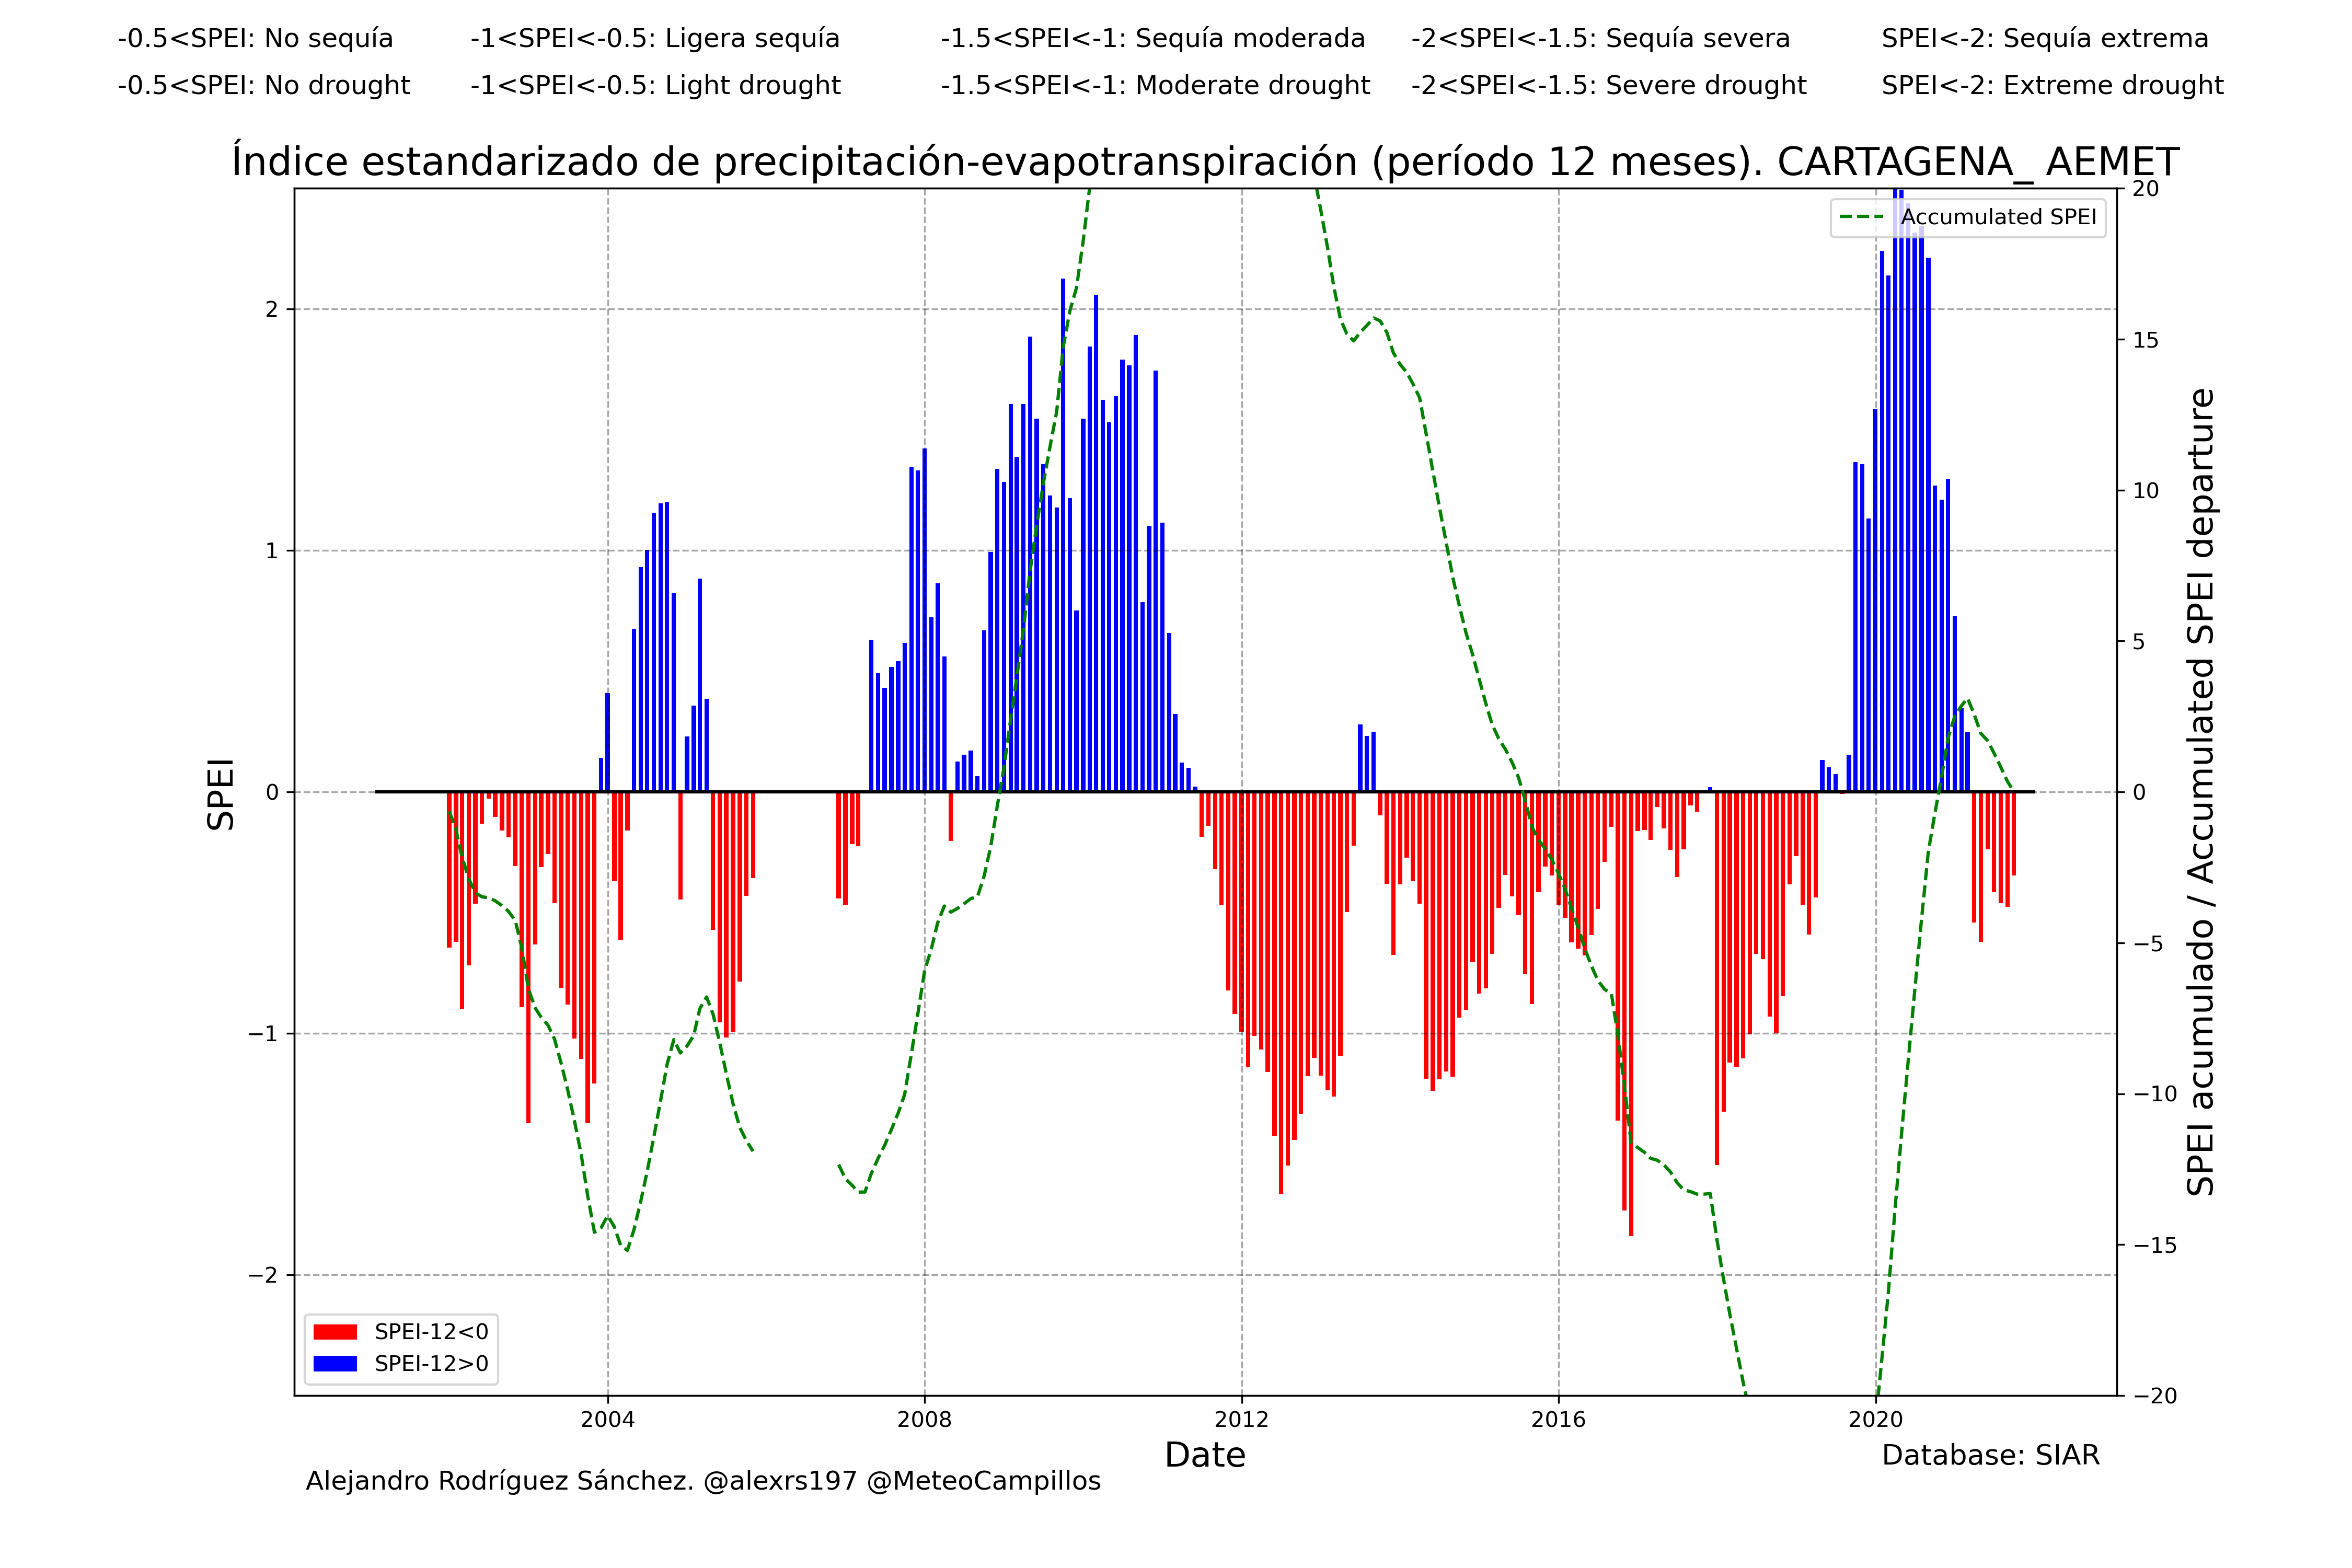 -0.5<SPEI: No sequía -1<SPEI<-0.5: Ligera sequía -1.5<SPEI<-1: Sequía moderada -2<SPEI<-1.5: Sequía severa SPEI<-2: Sequía extrema
-0.5<SPEI: No drought -1<SPEI<-0.5: Light drought -1.5<SPEI<-1: Moderate drought -2<SPEI<-1.5: Severe drought SPEI<-2: Extreme drought
Índice estandarizado de precipitación-evapotranspiración (período 12 meses). CARTAGENA_ AEMET
Accumulated SPEI
SPEI
2
1
0
−1
−2
20
15
10
5
0
−5
−10
−15
−20
SPEI acumulado / Accumulated SPEI departure
SPEI-12<0
SPEI-12>0
2004 2008 2012 2016 2020
Date
Database: SIAR
Alejandro Rodríguez Sánchez. @alexrs197 @MeteoCampillos